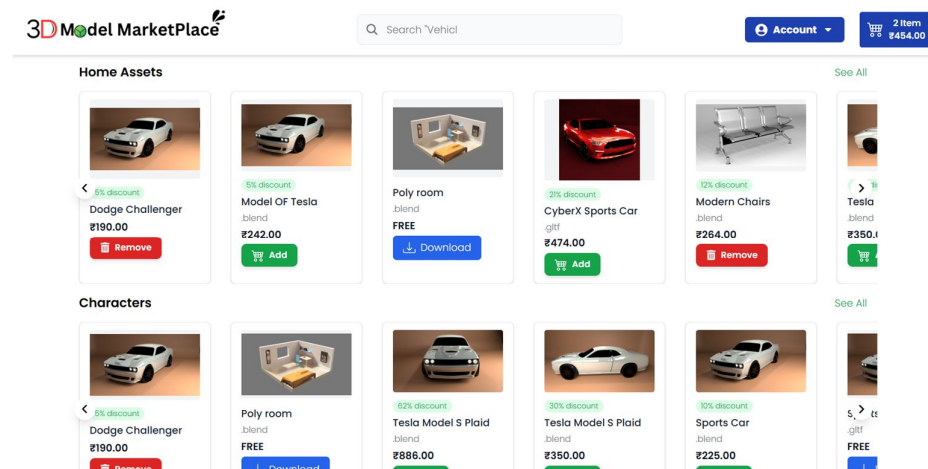 3D Model MarketPlace
Search "Vehicl
Account
2 Item
₹454.00
Home Assets
See All
5% discount
Dodge Challenger
₹190.00
Remove
5% discount
Model OF Tesla
.blend
₹242.00
Add
Poly room
.blend
FREE
Download
21% discount
CyberX Sports Car
.gltf
₹474.00
Add
12% discount
Modern Chairs
.blend
₹264.00
Remove
Tesla
.blend
₹350.
Characters
See All
5% discount
Dodge Challenger
₹190.00
Remove
Poly room
.blend
FREE
Download
62% discount
Tesla Model S Plaid
.blend
₹886.00
30% discount
Tesla Model S Plaid
.blend
₹350.00
10% discount
Sports Car
.blend
₹225.00
.gltf
FREE